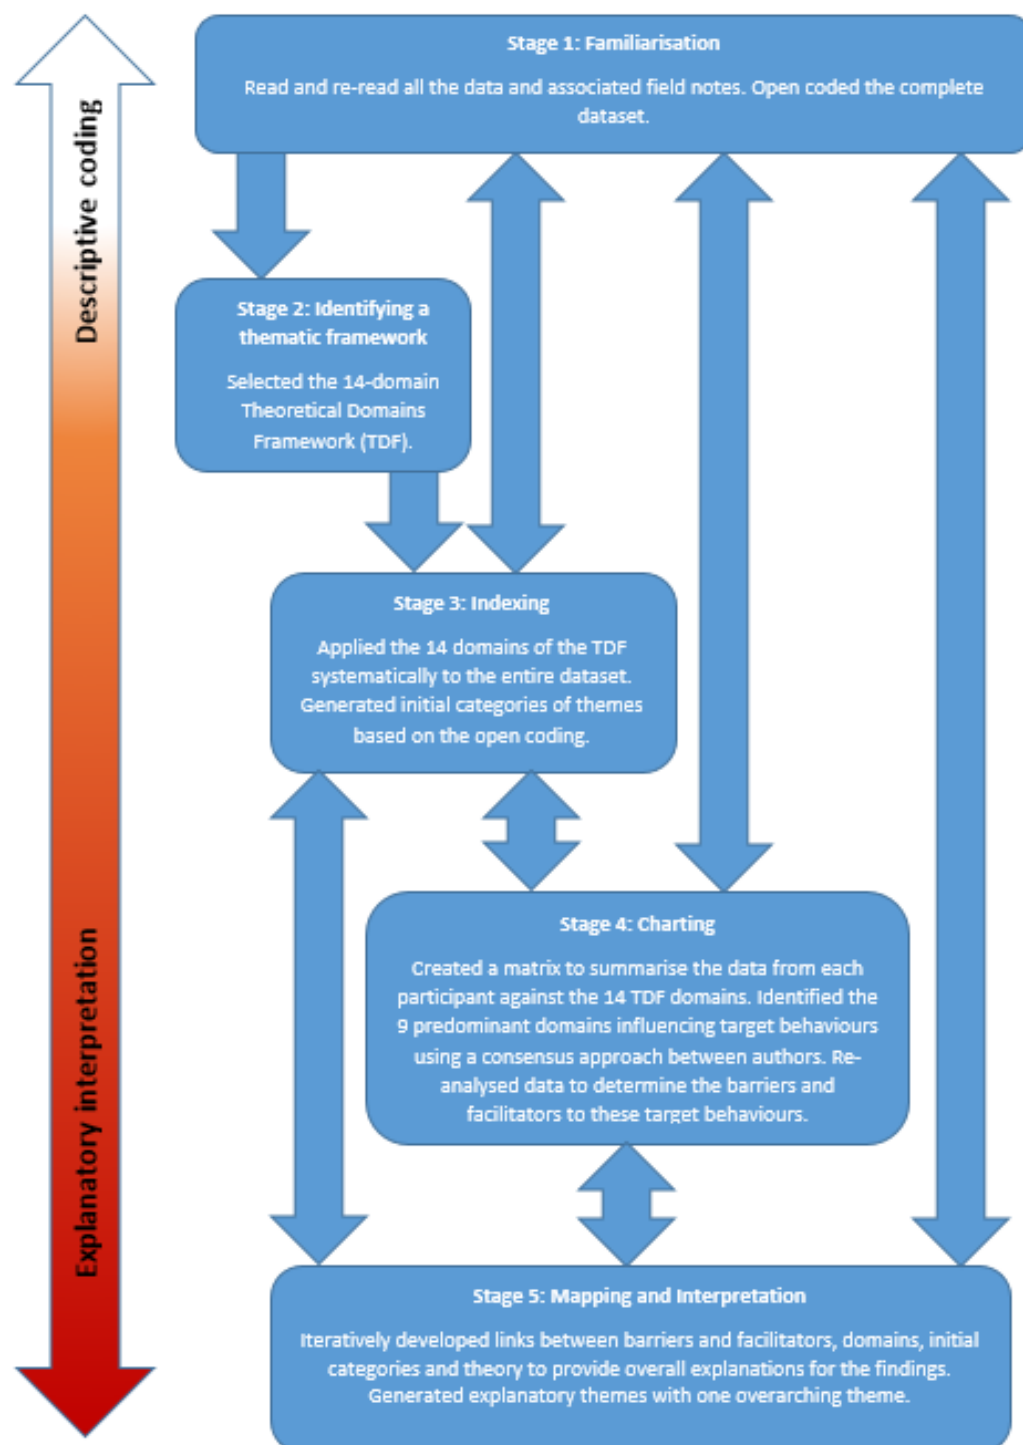 Descriptive coding
Explanatory interpretation
Stage 1: Familiarisation
Read and re-read all the data and associated field notes. Open coded the complete
dataset.
Stage 2: Identifying a
thematic framework
Selected the 14-domain
Theoretical Domains
Framework (TDF).
Stage 3: Indexing
Applied the 14 domains of the TDF
systematically to the entire dataset.
Generated initial categories of themes
based on the open coding.
Stage 4: Charting
Created a matrix to summarise the data from each
participant against the 14 TDF domains. Identified the
9 predominant domains influencing target behaviours
using a consensus approach between authors. Re-
analysed data to determine the barriers and
facilitators to these target behaviours.
Stage 5: Mapping and Interpretation
Iteratively developed links between barriers and facilitators, domains, initial
categories and theory to provide overall explanations for the findings.
Generated explanatory themes with one overarching theme.